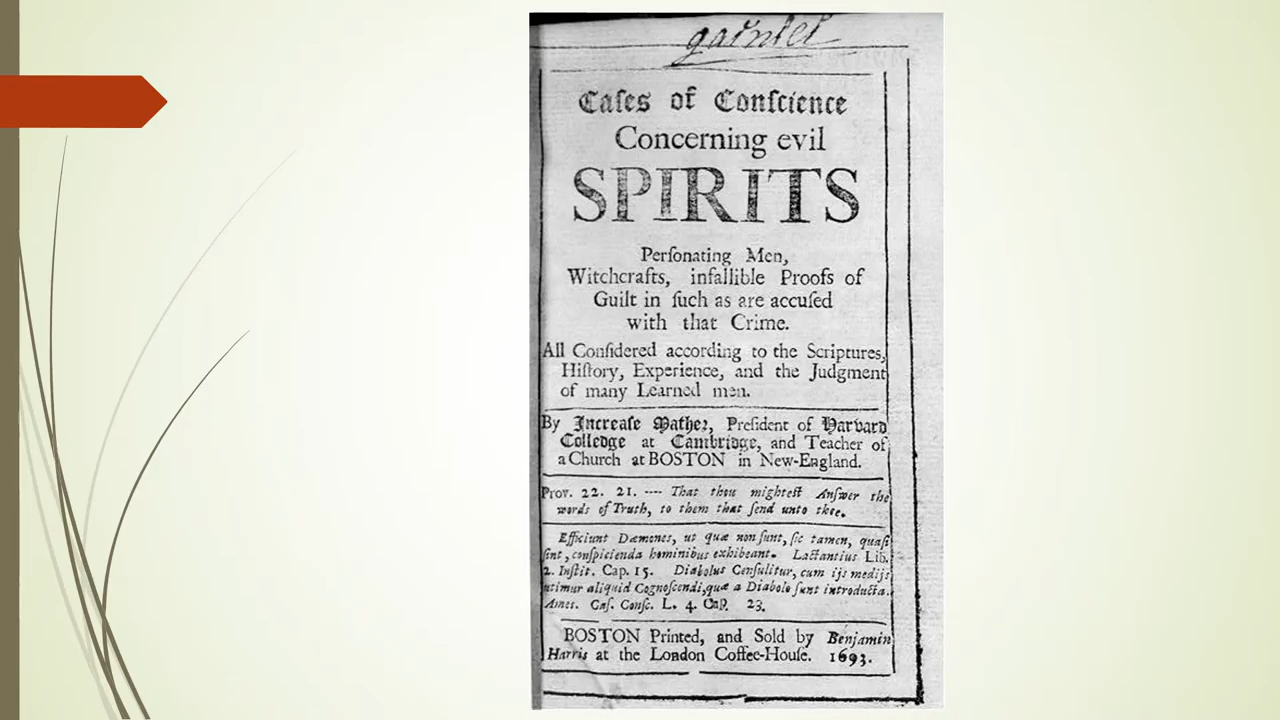 Caſes of Conſcience
Concerning evil
SPIRITS
Perſonating Men,
Witchcrafts, infallible Proofs of
Guilt in ſuch as are accuſed
with that Crime.
All Conſidered according to the Scriptures,
Hiſtory, Experience, and the Judgment
of many Learned men.
By Increaſe Mather, Preſident of Harvard
Colledge at Cambridge, and Teacher of
a Church at BOSTON in New-England.
Prov. 22. 21. ---- That thou mighteſt Anſwer the
words of Truth, to them that ſend unto thee.
Efficiunt Dæmones, ut quæ non ſunt, ſic tamen, quaſi
ſint, conſpicienda hominibus exhibeant. Lactantius Lib.
2. Inſtit. Cap. 15. Diabolus Conſulitur, cum ijs medijs
utimur aliquid Cognoſcendi, quæ a Diabolo ſunt introducta.
Ames. Caſ. Conſc. L. 4. Cap. 23.
BOSTON Printed, and Sold by Benjamin
Harris at the London Coffee-Houſe. 1693.